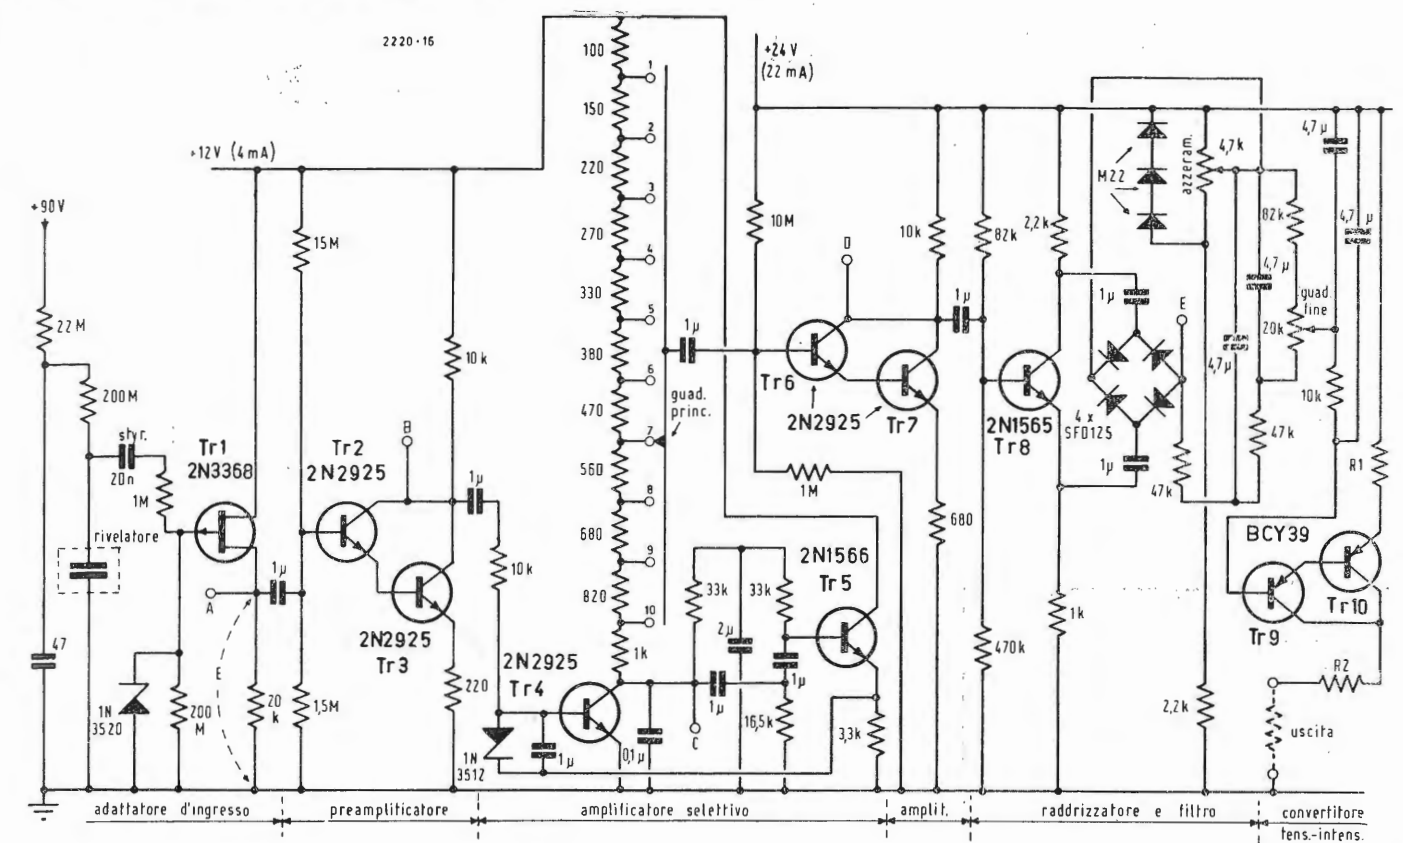 2220-16
+12V (4mA)
+24V
(22 mA)
+90V
22M
200M
styr.
20n
1M
Tr1
2N3368
rivelatore
A
47
1N
3520
200
M
E
20
k
1µ
15M
1,5M
Tr2
2N2925
B
10k
2N2925
Tr3
220
1µ
10k
2N2925
Tr4
1N
3512
1µ
0,1µ
100
1
150
2
220
3
270
4
330
5
380
6
470
7
560
8
680
9
820
10
1k
guad.
princ.
1µ
33k
33k
2µ
1µ
1µ
16,5k
C
2N1566
Tr5
3,3k
10M
1M
D
Tr6
2N2925
Tr7
10k
680
1µ
82k
470k
2,2k
2N1565
Tr8
1k
1µ
1µ
4 x
SFD125
E
M22
azzeram.
4,7k
82k
4,7µ
4,7µ
4,7µ
4,7µ
guad.
fine
20k
47k
47k
10k
2,2k
R1
BCY39
Tr10
Tr9
R2
uscita
adattatore d'ingresso
preamplificatore
amplificatore selettivo
amplit.
raddrizzatore e filtro
convertitore
tens.-intens.